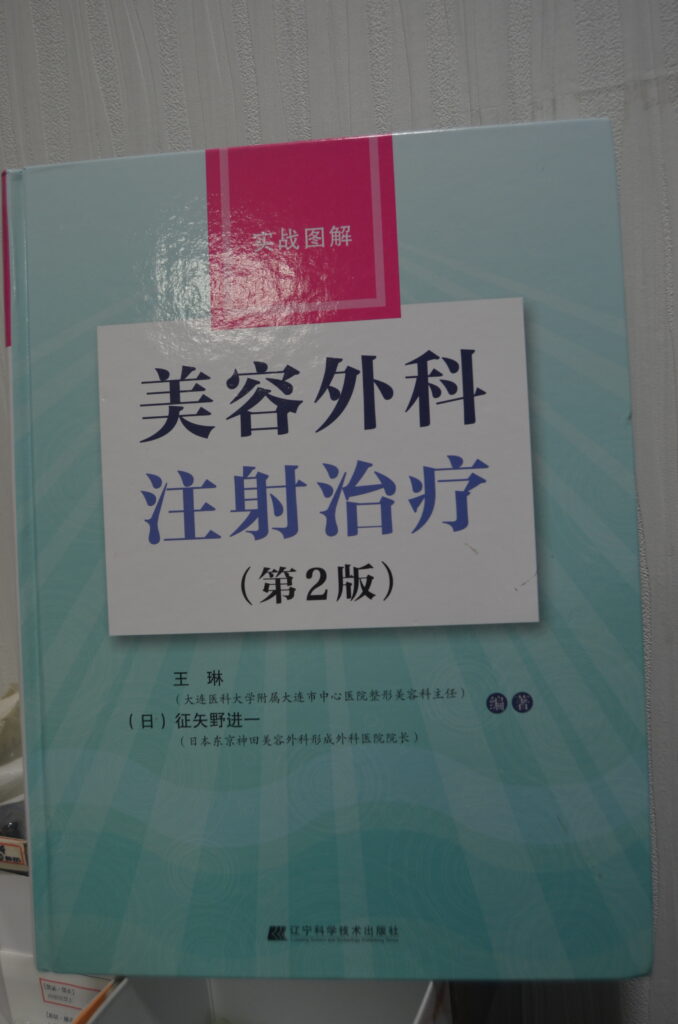 实战图解
美容外科
注射治疗
（第2版）
王 琳
（大连医科大学附属大连市中心医院整形美容科主任）
（日）征矢野进一
（日本东京神田美容外科形成外科医院院长）
编著
辽宁科学技术出版社